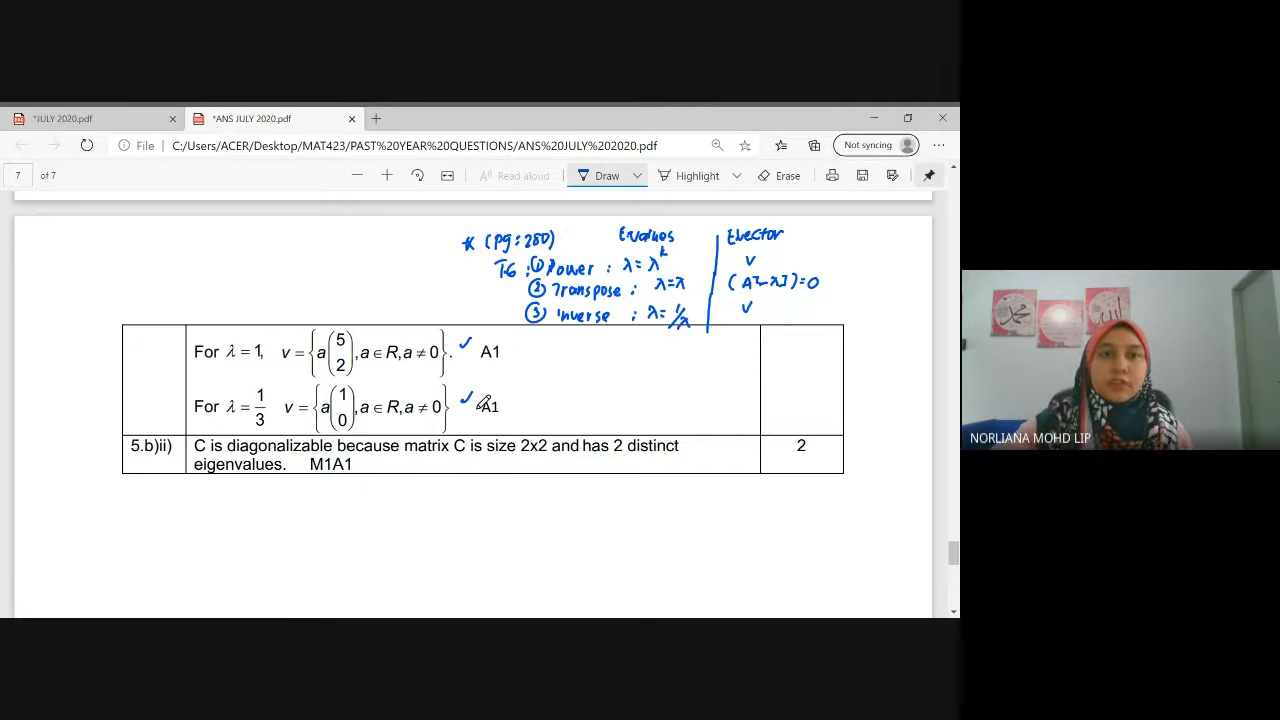 *JULY 2020.pdf
*ANS JULY 2020.pdf
File
C:/Users/ACER/Desktop/MAT423/PAST%20YEAR%20QUESTIONS/ANS%20JULY%202020.pdf
Not syncing
7 of 7
Read aloud
Draw
Highlight
Erase
* (Pg: 280) Evalues Evector
T6: ① Power : λ = λ^k v
② Transpose : λ = λ (A^T - λI) = 0
③ Inverse : λ = 1/λ v
For λ = 1, v = { a (5 2), a ∈ R, a ≠ 0 }. ✓ A1
For λ = 1/3 v = { a (1 0), a ∈ R, a ≠ 0 } ✓ A1
5.b)ii) C is diagonalizable because matrix C is size 2x2 and has 2 distinct 2
eigenvalues. M1A1
NORLIANA MOHD LIP